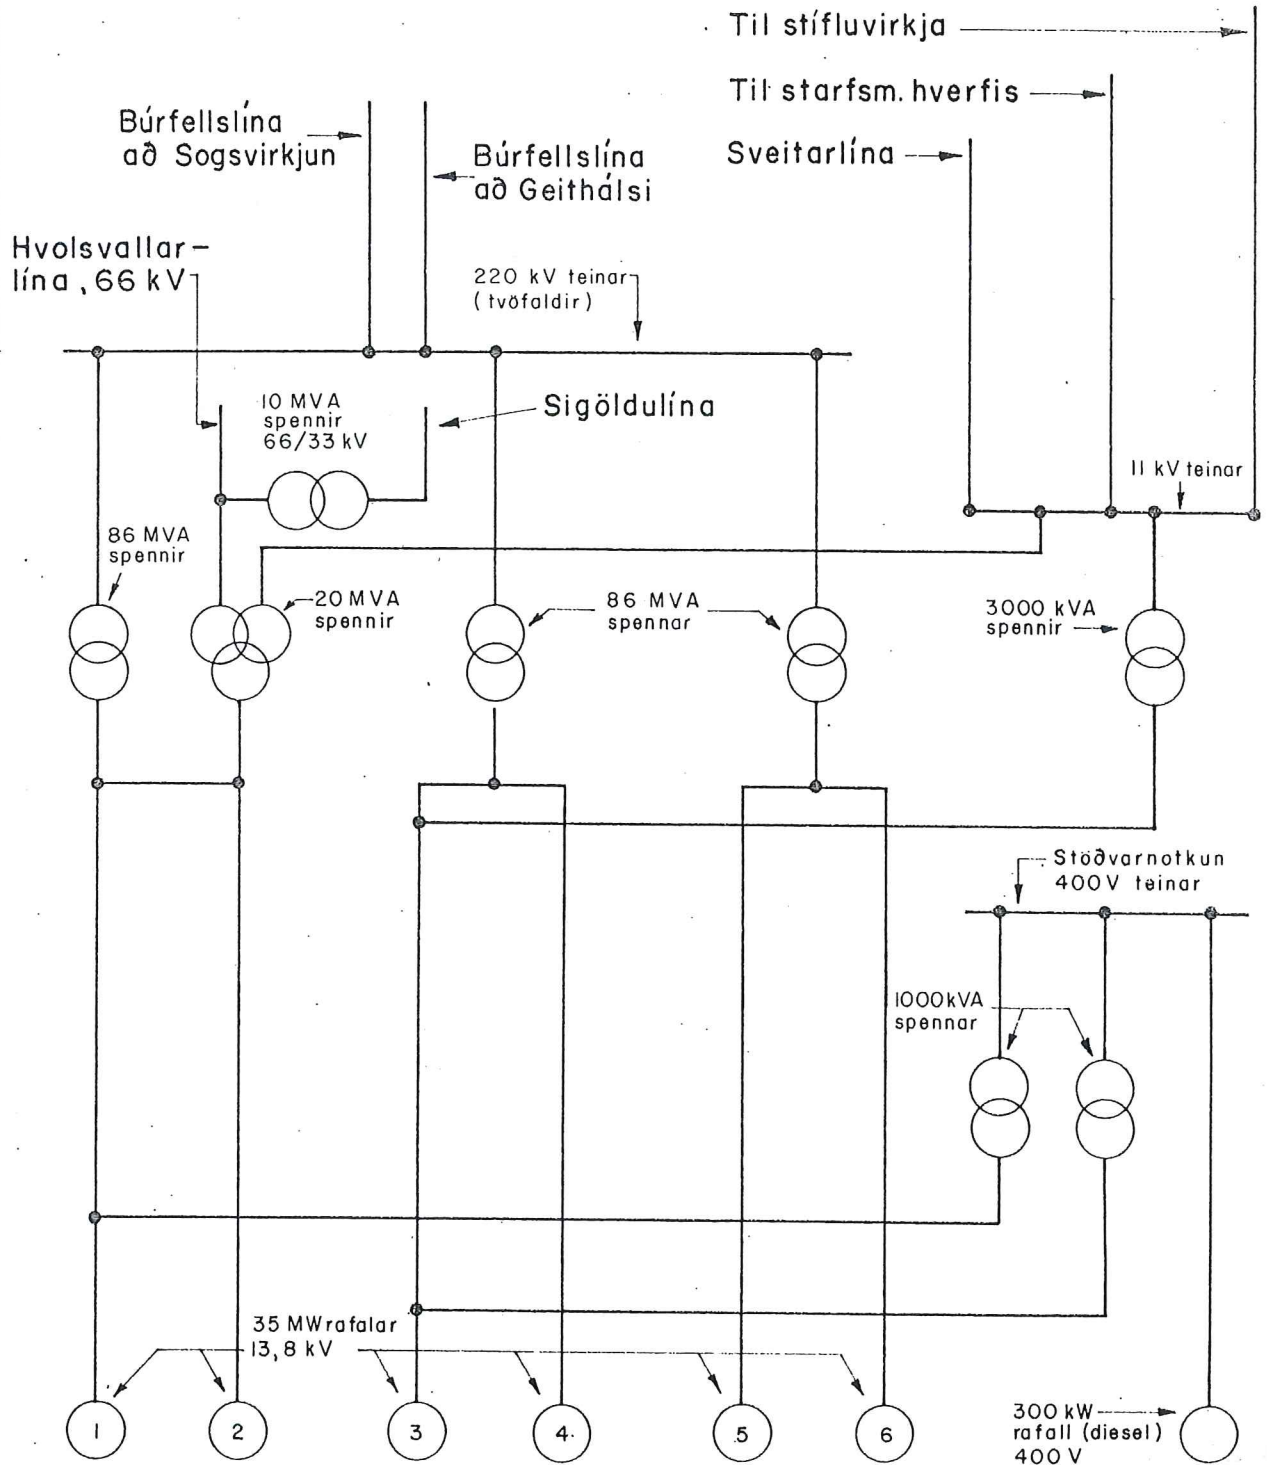 Til stífluvirkja
Til starfsm. hverfis
Sveitarlína
Búrfellslína
að Sogsvirkjun
Búrfellslína
að Geithálsi
Hvolsvallar-
lína, 66 kV
220 kV teinar
(tvöfaldir)
10 MVA
spennir
66/33 kV
Sigöldulína
11 kV teinar
86 MVA
spennir
20 MVA
spennir
86 MVA
spennar
3000 kVA
spennir
Stöðvarnotkun
400V teinar
1000 kVA
spennar
35 MW rafalar
13,8 kV
1
2
3
4
5
6
300 kW
rafall (diesel)
400 V